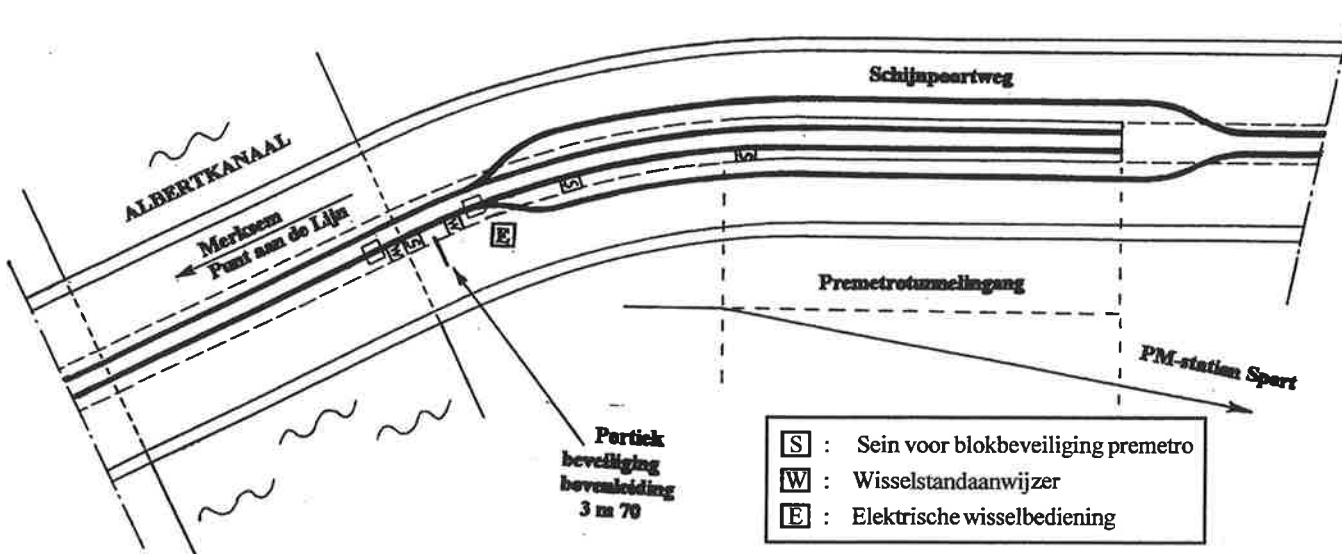 Schijnpoortweg
ALBERTKANAAL
Merksem
Punt aan de Lijn
S
S
W
S
W
E
Premetrotunnelingang
PM-station Sport
Portiek
beveiliging
bovenleiding
3 m 70
S : Sein voor blokbeveiliging premetro
W : Wisselstandaanwijzer
E : Elektrische wisselbediening